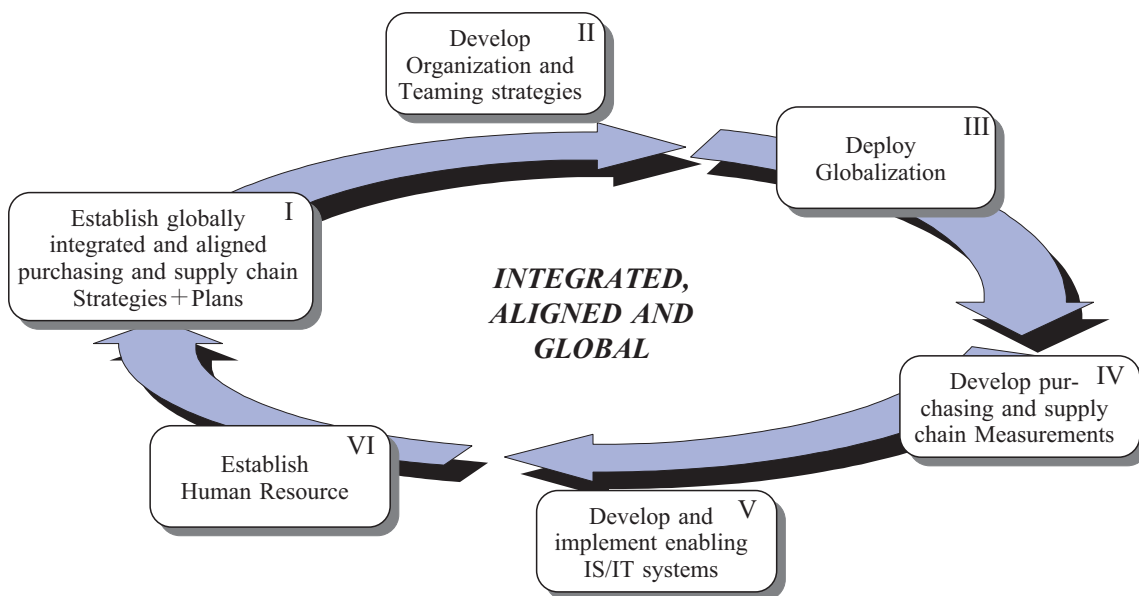 II
Develop
Organization and
Teaming strategies
III
Deploy
Globalization
I
Establish globally
integrated and aligned
purchasing and supply chain
Strategies+Plans
INTEGRATED,
ALIGNED AND
GLOBAL
IV
Develop pur-
chasing and supply
chain Measurements
VI
Establish
Human Resource
V
Develop and
implement enabling
IS/IT systems